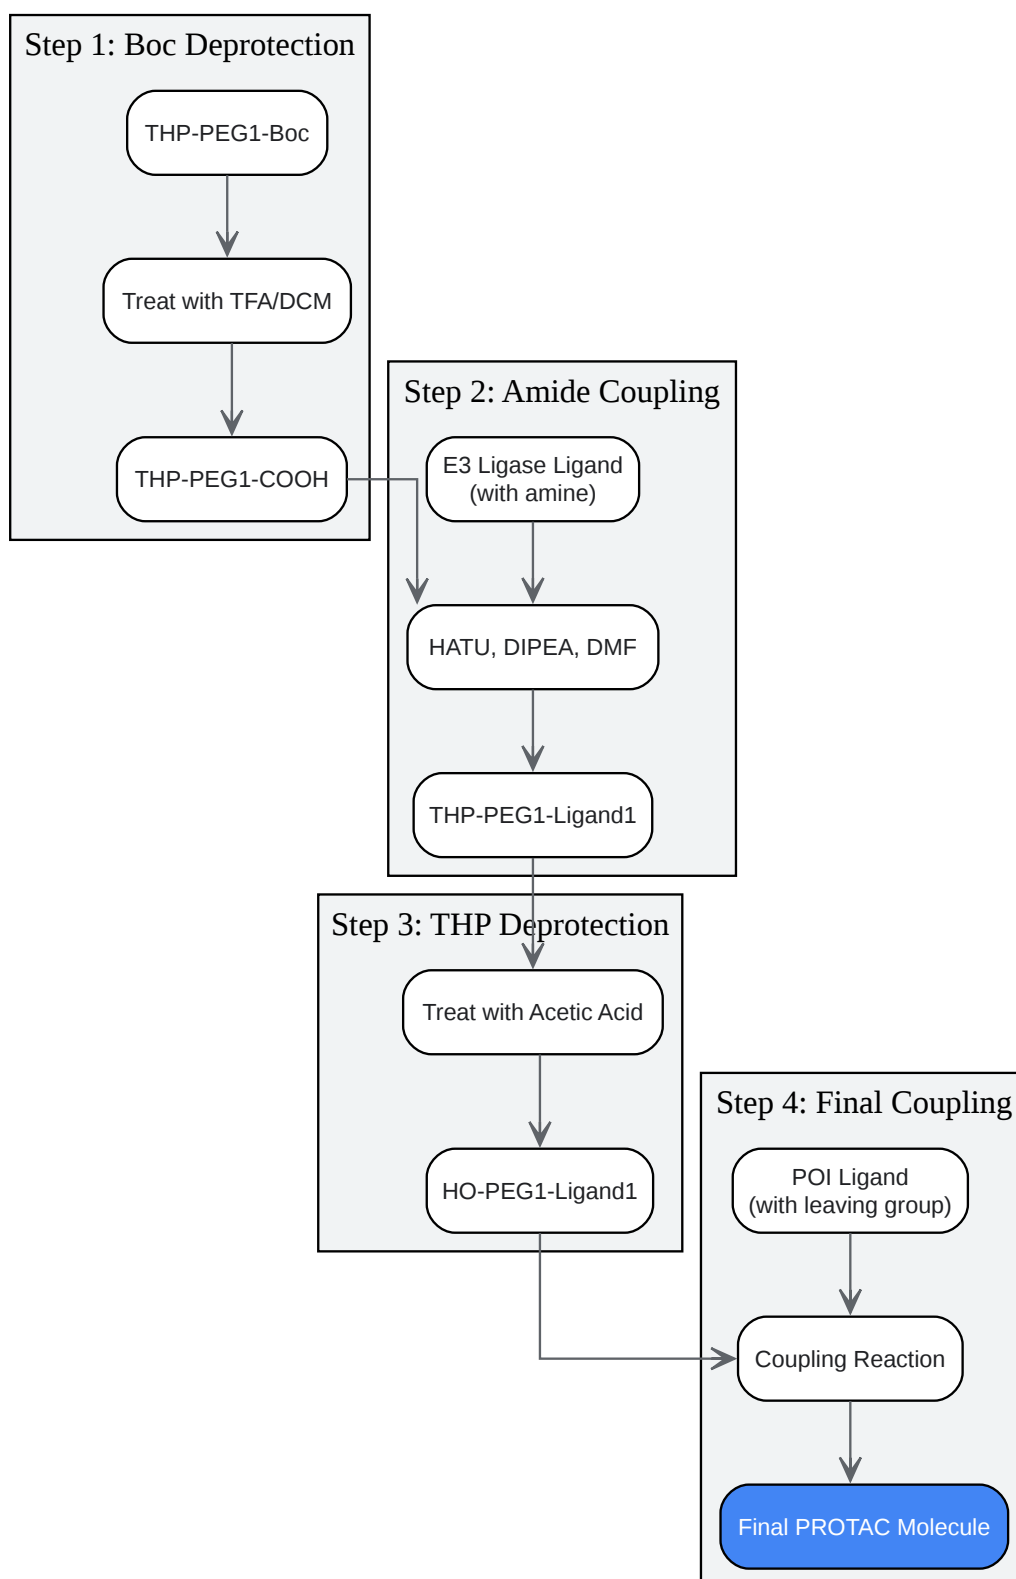 Step 1: Boc Deprotection
THP-PEG1-Boc
Treat with TFA/DCM
THP-PEG1-COOH
Step 2: Amide Coupling
E3 Ligase Ligand
(with amine)
HATU, DIPEA, DMF
THP-PEG1-Ligand1
Step 3: THP Deprotection
Treat with Acetic Acid
HO-PEG1-Ligand1
Step 4: Final Coupling
POI Ligand
(with leaving group)
Coupling Reaction
Final PROTAC Molecule